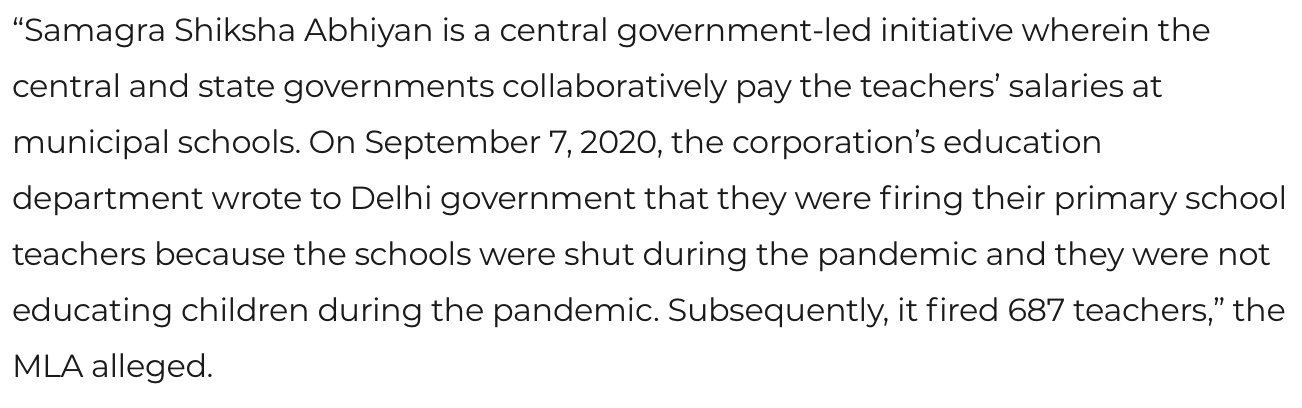 “Samagra Shiksha Abhiyan is a central government-led initiative wherein the
central and state governments collaboratively pay the teachers’ salaries at
municipal schools. On September 7, 2020, the corporation’s education
department wrote to Delhi government that they were firing their primary school
teachers because the schools were shut during the pandemic and they were not
educating children during the pandemic. Subsequently, it fired 687 teachers,” the
MLA alleged.